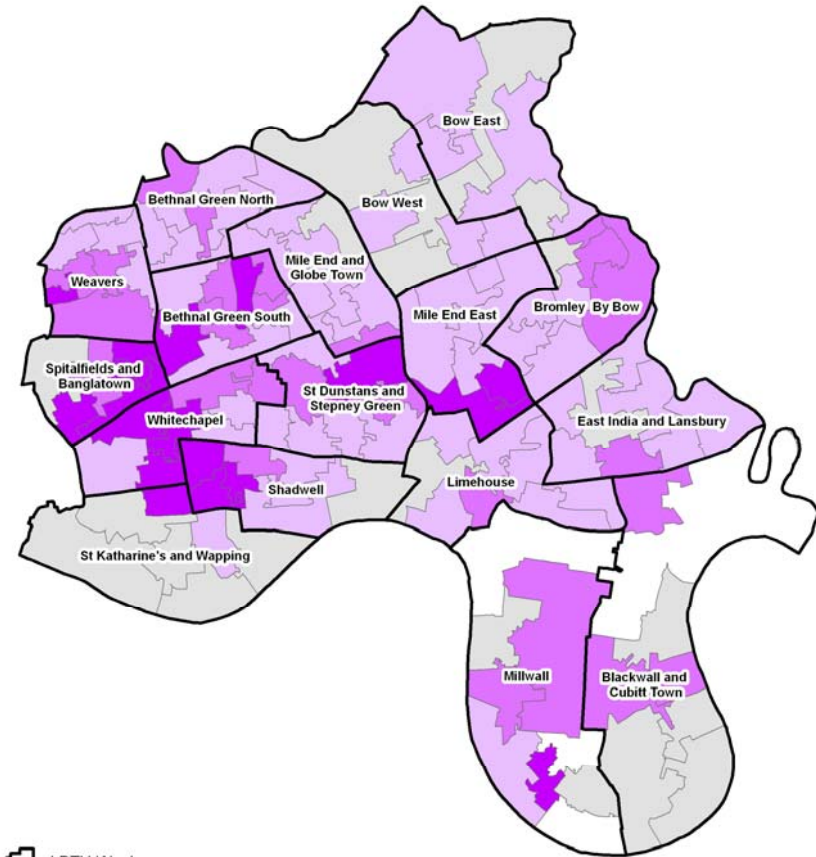 Bow East
Bethnal Green North
Bow West
Weavers
Mile End and
Globe Town
Bethnal Green South
Mile End East
Bromley By Bow
Spitalfields and
Banglatown
St Dunstans and
Stepney Green
Whitechapel
East India and Lansbury
Limehouse
Shadwell
St Katharine's and Wapping
Millwall
Blackwall and
Cubitt Town